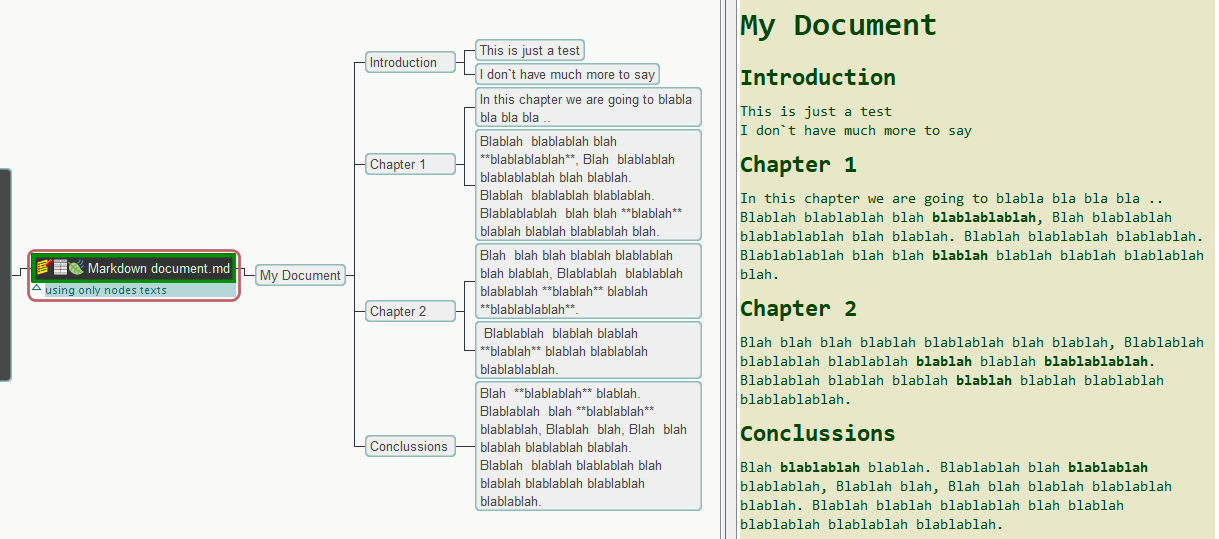 Markdown document.md
using only nodes texts
My Document
Introduction
This is just a test
I don`t have much more to say
Chapter 1
In this chapter we are going to blabla
bla bla bla ..
Blablah  blablablah blah
**blablablablah**, Blah  blablablah
blablablablah blah blablah.
Blablah  blablablah blablablah.
Blablablablah  blah blah **blablah**
blablah blablah blablablah blah.
Chapter 2
Blah  blah blah blablah blablablah
blah blablah, Blablablah  blablablah
blablablah **blablah** blablah
**blablablablah**.
Blablablah  blablah blablah
**blablah** blablah blablablah
blablablablah.
Conclussions
Blah  **blablablah** blablah.
Blablablah  blah **blablablah**
blablablah, Blablah  blah, Blah  blah
blablah blablablah blablah.
Blablah  blablah blablablah blah
blablah blablablah blablablah
blablablah.
My Document
Introduction
This is just a test
I don`t have much more to say
Chapter 1
In this chapter we are going to blabla bla bla bla ..
Blablah blablablah blah blablablablah, Blah blablablah
blablablablah blah blablah. Blablah blablablah blablablah.
Blablablablah blah blah blablah blablah blablah blablablah
blah.
Chapter 2
Blah blah blah blablah blablablah blah blablah, Blablablah
blablablah blablablah blablah blablah blablablablah.
Blablablah blablah blablah blablah blablah blablablah
blablablablah.
Conclussions
Blah blablablah blablah. Blablablah blah blablablah
blablablah, Blablah blah, Blah blah blablah blablablah
blablah. Blablah blablah blablablah blah blablah
blablablah blablablah blablablah.